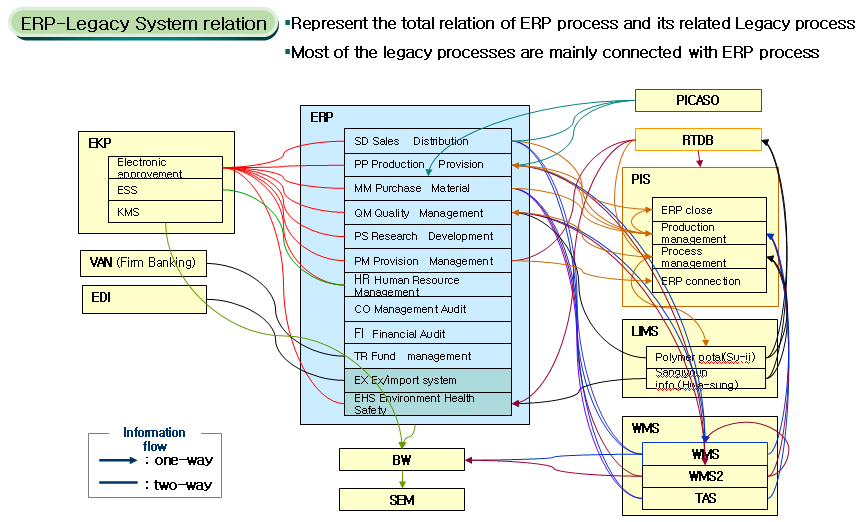 ERP-Legacy System relation
▪Represent the total relation of ERP process and its related Legacy process
▪Most of the legacy processes are mainly connected with ERP process
EKP
Electronic
approvement
ESS
KMS
VAN (Firm Banking)
EDI
ERP
SD Sales Distribution
PP Production Provision
MM Purchase Material
QM Quality Management
PS Research Development
PM Provision Management
HR Human Resource
Management
CO Management Audit
FI Financial Audit
TR Fund management
EX Ex/import system
EHS Environment Health
Safety
BW
SEM
PICASO
RTDB
PIS
ERP close
Production
management
Process
management
ERP connection
LIMS
Polymer potal(Su-ji)
info.(Hwa-sung)
WMS
WMS
WMS2
TAS
Information
flow
: one-way
: two-way